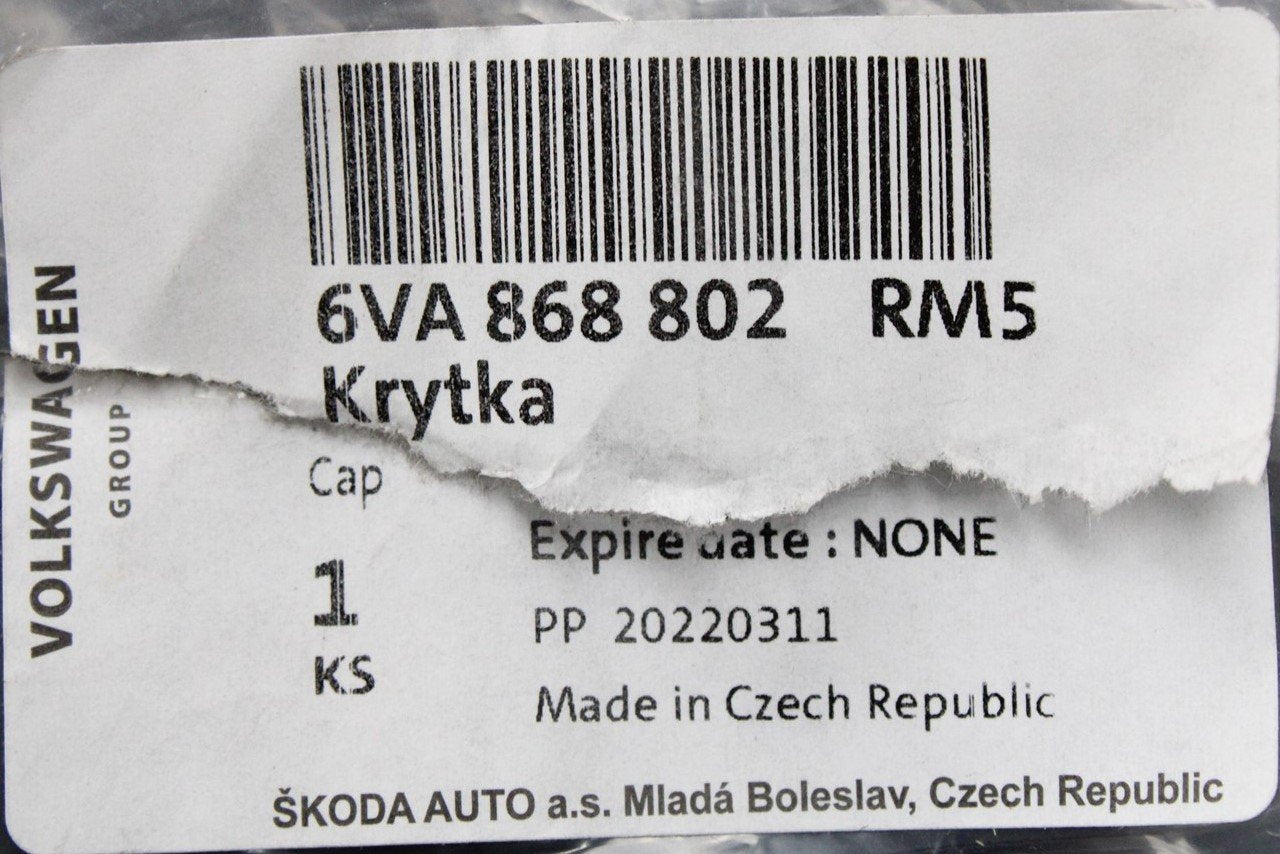 VOLKSWAGEN
GROUP
6VA 868 802 RM5
Krytka
Cap
1
KS
Expire date : NONE
PP 20220311
Made in Czech Republic
ŠKODA AUTO a.s. Mladá Boleslav, Czech Republic